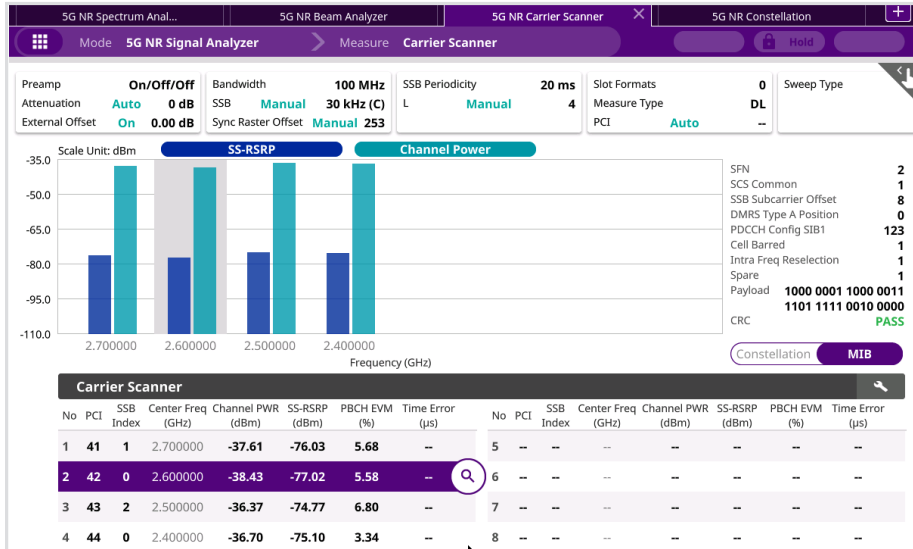 5G NR Spectrum Anal... 5G NR Beam Analyzer 5G NR Carrier Scanner 5G NR Constellation
Mode 5G NR Signal Analyzer Measure Carrier Scanner Hold
Preamp On/Off/Off Bandwidth 100 MHz SSB Periodicity 20 ms Slot Formats 0 Sweep Type
Attenuation Auto 0 dB SSB Manual 30 kHz (C) L Manual 4 Measure Type DL
External Offset On 0.00 dB Sync Raster Offset Manual 253 PCI Auto --
Scale Unit: dBm SS-RSRP Channel Power
-35.0
-50.0
-65.0
-80.0
-95.0
-110.0
2.700000 2.600000 2.500000 2.400000
Frequency (GHz)
SFN 2
SCS Common 1
SSB Subcarrier Offset 8
DMRS Type A Position 0
PDCCH Config SIB1 123
Cell Barred 1
Intra Freq Reselection 1
Spare 1
Payload 1000 0001 1000 0011
1101 1111 0010 0000
CRC PASS
Constellation MIB
Carrier Scanner
No PCI SSB Index Center Freq (GHz) Channel PWR (dBm) SS-RSRP (dBm) PBCH EVM (%) Time Error (µs) No PCI SSB Index Center Freq (GHz) Channel PWR (dBm) SS-RSRP (dBm) PBCH EVM (%) Time Error (µs)
1 41 1 2.700000 -37.61 -76.03 5.68 -- 5 -- -- -- -- -- -- --
2 42 0 2.600000 -38.43 -77.02 5.58 -- 6 -- -- -- -- -- -- --
3 43 2 2.500000 -36.37 -74.77 6.80 -- 7 -- -- -- -- -- -- --
4 44 0 2.400000 -36.70 -75.10 3.34 -- 8 -- -- -- -- -- -- --